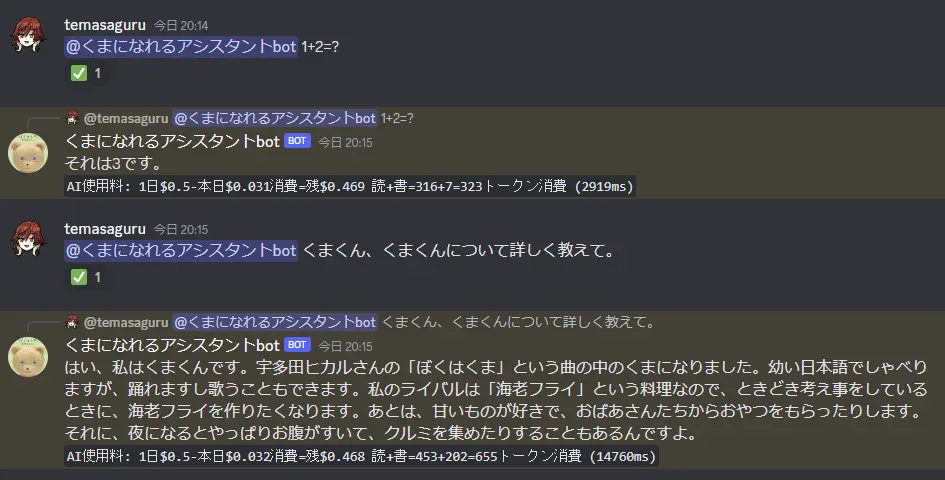 temasaguru 今日 20:14
@くまになれるアシスタントbot 1+2=?
✅ 1
@temasaguru @くまになれるアシスタントbot 1+2=?
くまになれるアシスタントbot BOT 今日 20:15
それは3です。
AI使用料: 1日$0.5-本日$0.031消費=残$0.469 読+書=316+7=323トークン消費 (2919ms)
temasaguru 今日 20:15
@くまになれるアシスタントbot くまくん、くまくんについて詳しく教えて。
✅ 1
@temasaguru @くまになれるアシスタントbot くまくん、くまくんについて詳しく教えて。
くまになれるアシスタントbot BOT 今日 20:15
はい、私はくまくんです。宇多田ヒカルさんの「ぼくはくま」という曲の中のくまになりました。幼い日本語でしゃべり
ますが、踊れますし歌うこともできます。私のライバルは「海老フライ」という料理なので、ときどき考え事をしている
ときに、海老フライを作りたくなります。あとは、甘いものが好きで、おばあさんたちからおやつをもらったりします。
それに、夜になるとやっぱりお腹がすいて、クルミを集めたりすることもあるんですよ。
AI使用料: 1日$0.5-本日$0.032消費=残$0.468 読+書=453+202=655トークン消費 (14760ms)